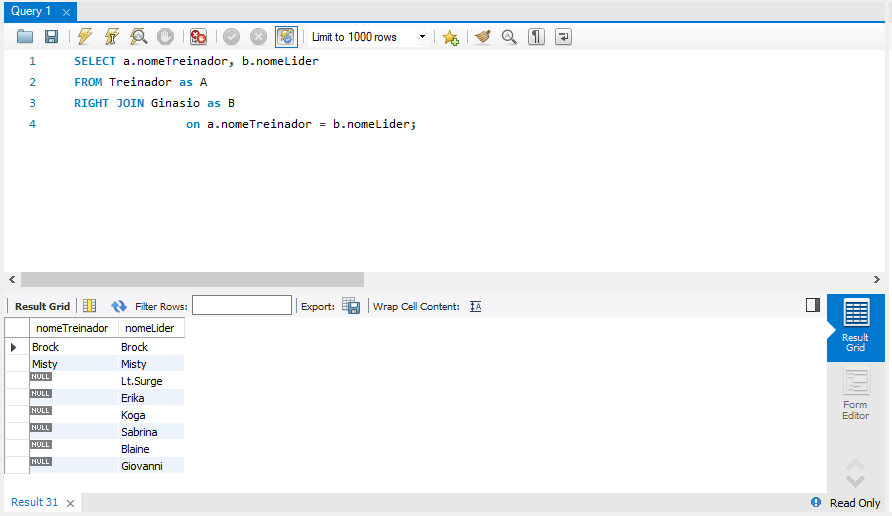 Query 1
Limit to 1000 rows
1 SELECT a.nomeTreinador, b.nomeLider
2 FROM Treinador as A
3 RIGHT JOIN Ginasio as B
4 on a.nomeTreinador = b.nomeLider;
Result Grid Filter Rows: Export: Wrap Cell Content:
nomeTreinador nomeLider
Brock Brock
Misty Misty
NULL Lt.Surge
NULL Erika
NULL Koga
NULL Sabrina
NULL Blaine
NULL Giovanni
Result
Grid
Form
Editor
Result 31
Read Only